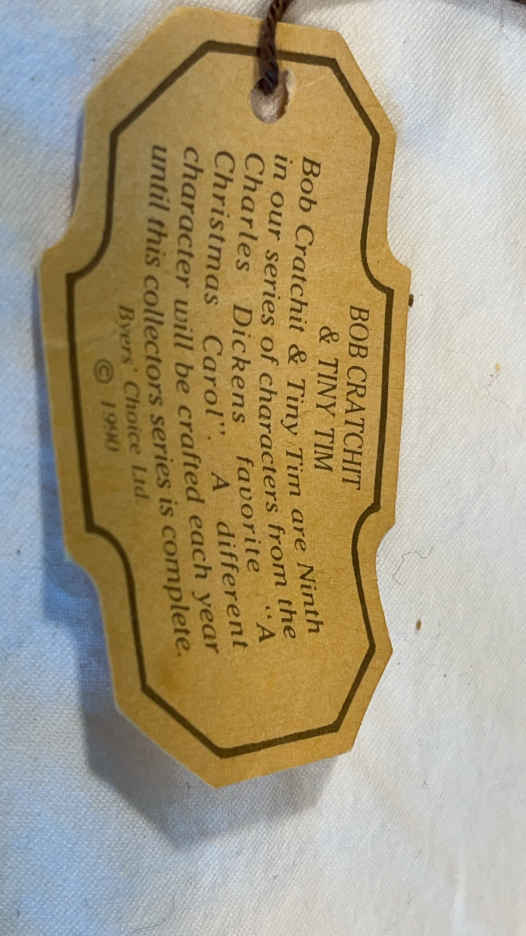 BOB CRATCHIT
& TINY TIM
Bob Cratchit & Tiny Tim are Ninth
in our series of characters from the
Charles Dickens favorite "A
Christmas Carol". A different
character will be crafted each year
until this collectors series is complete.
Byers' Choice Ltd.
© 1990